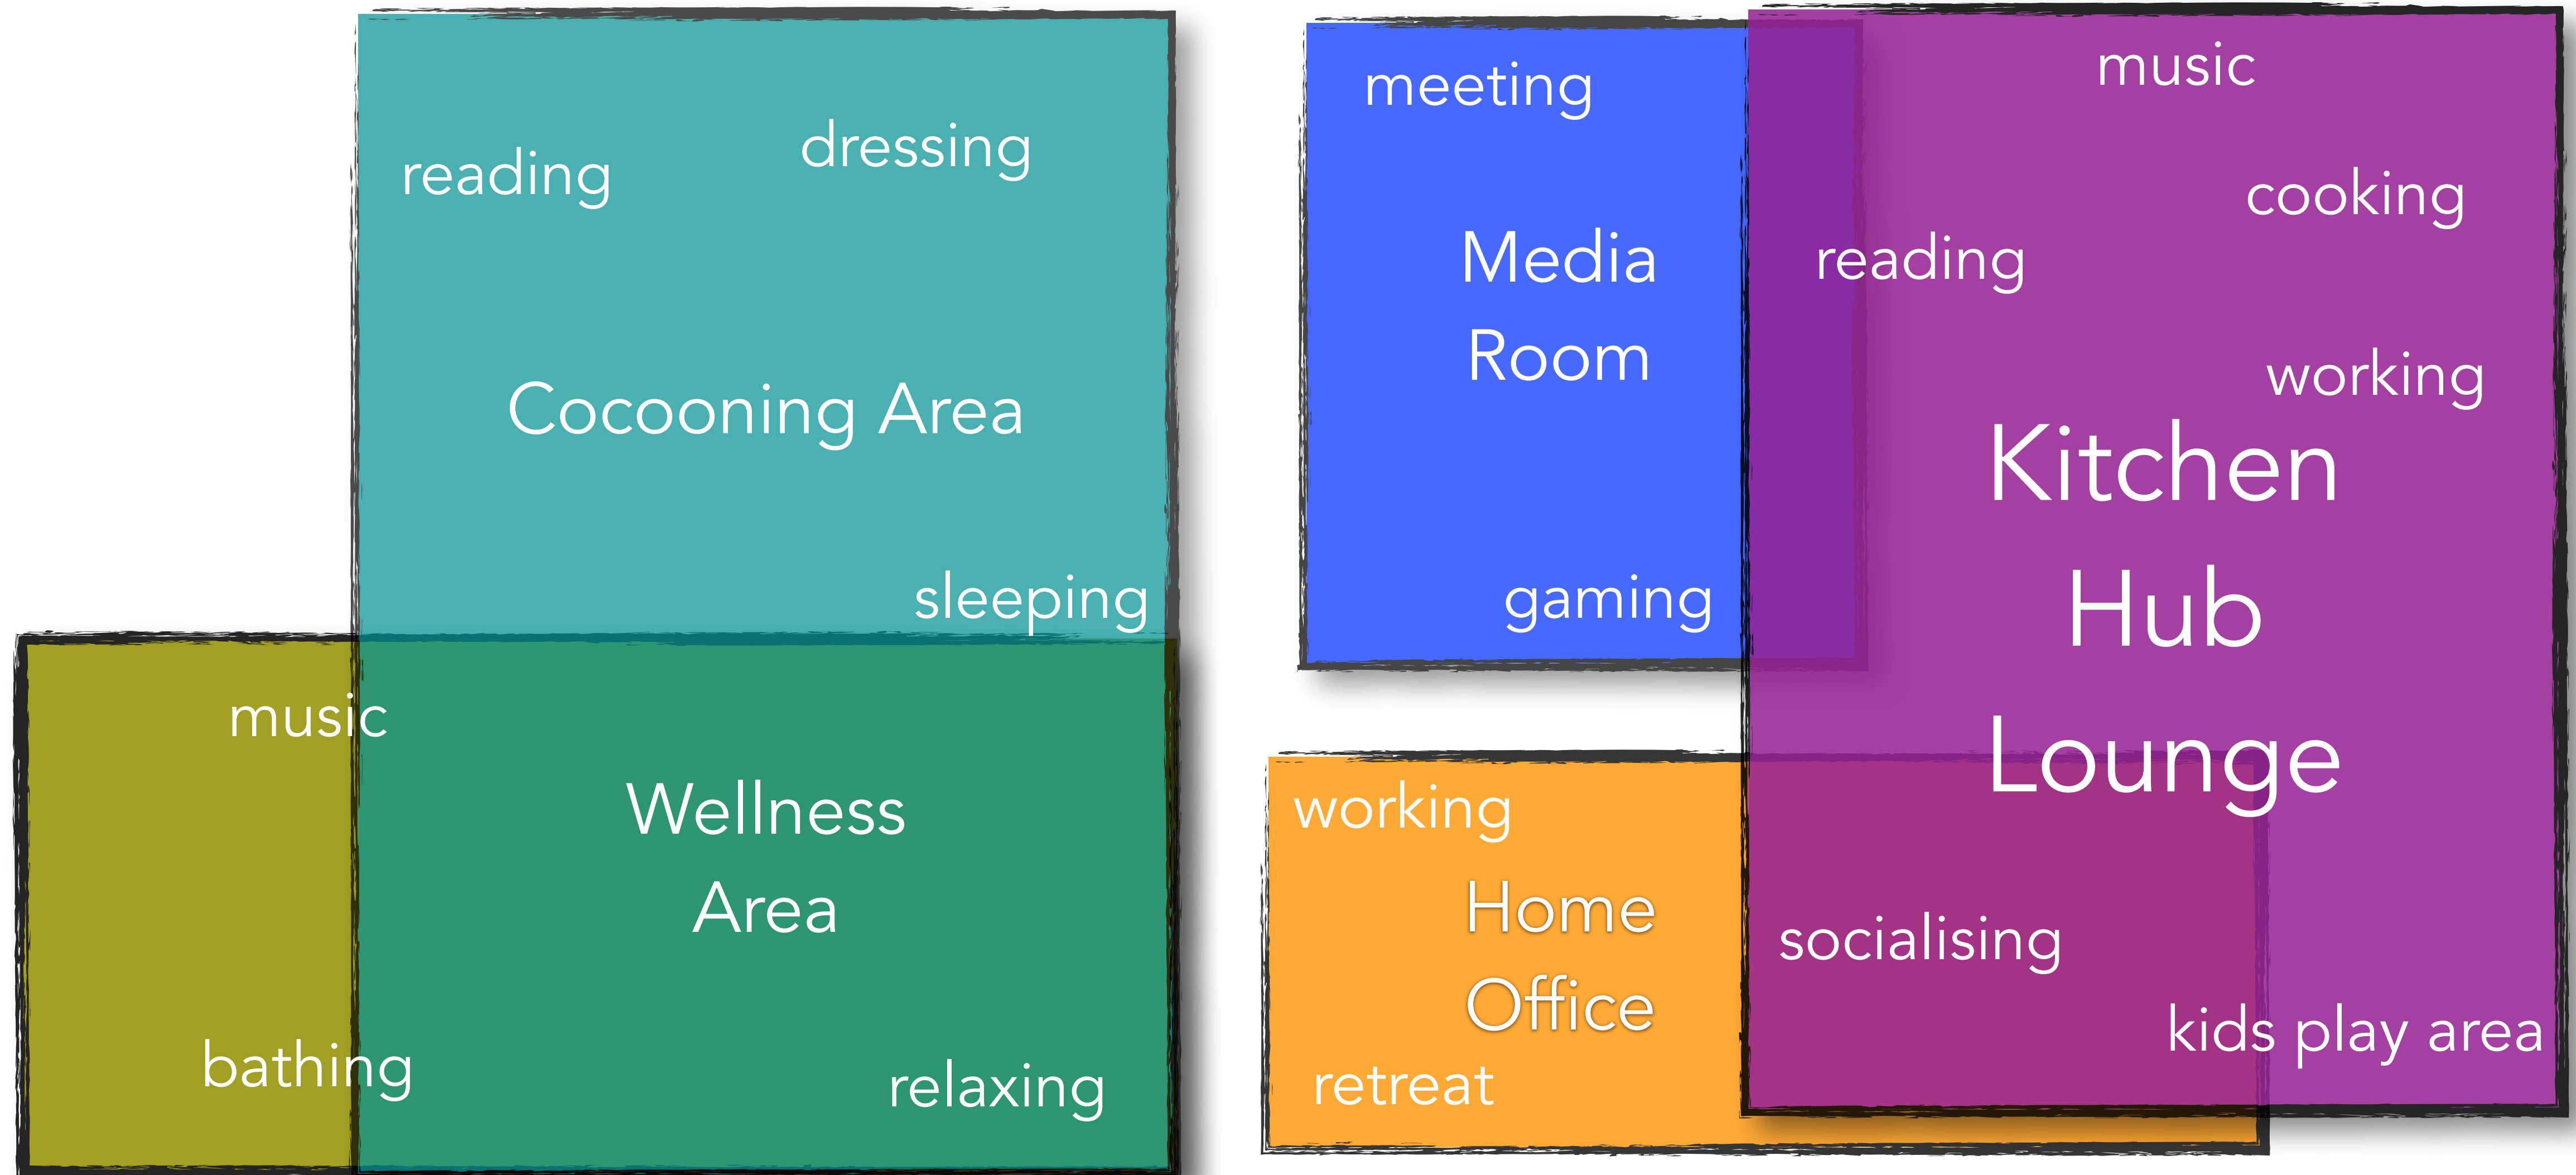 reading
dressing
Cocooning Area
sleeping
music
Wellness
Area
bathing
relaxing
meeting
Media
Room
gaming
music
cooking
reading
working
Kitchen
Hub
Lounge
working
Home
Office
retreat
socialising
kids play area